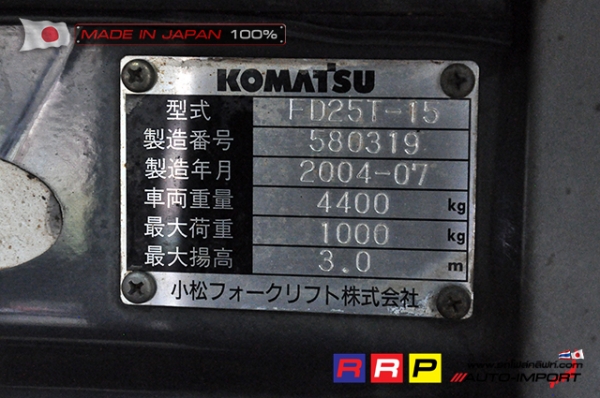 MADE IN JAPAN 100%
KOMATSU
型式 FD25T-15
製造番号 580319
製造年月 2004-07
車両重量 4400 kg
最大荷重 1000 kg
最大揚高 3.0 m
小松フォークリフト株式会社
RRP
AUTO-IMPORT